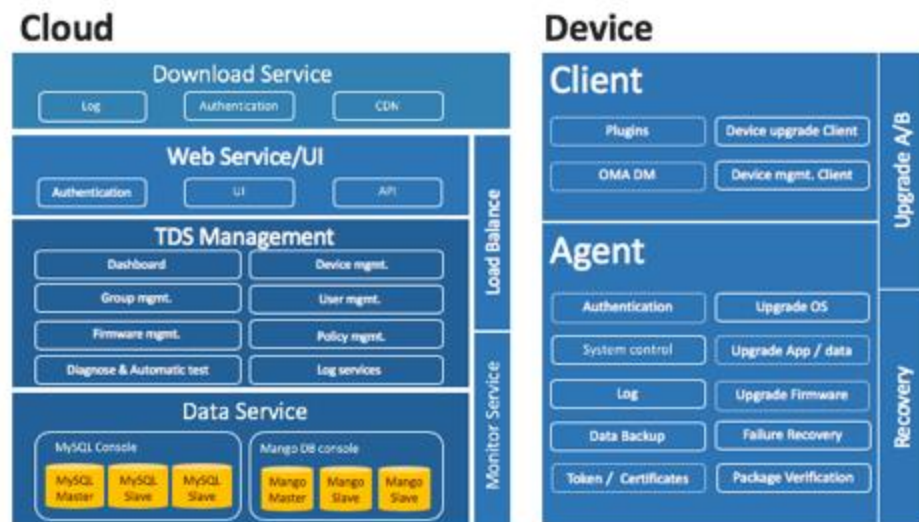 Cloud
Download Service
Log
Authentication
CDN
Web Service/UI
Authentication
UI
API
TDS Management
Dashboard
Device mgmt.
Group mgmt.
User mgmt.
Firmware mgmt.
Policy mgmt.
Diagnose & Automatic test
Log services
Data Service
MySQL Console
MySQL
Master
MySQL
Slave
MySQL
Slave
Mango DB console
Mango
Master
Mango
Slave
Mango
Slave
Load Balance
Monitor Service
Device
Client
Plugins
Device upgrade Client
OMA DM
Device mgmt. Client
Agent
Authentication
Upgrade OS
System control
Upgrade App / data
Log
Upgrade Firmware
Data Backup
Failure Recovery
Token / Certificates
Package Verification
Upgrade A/B
Recovery